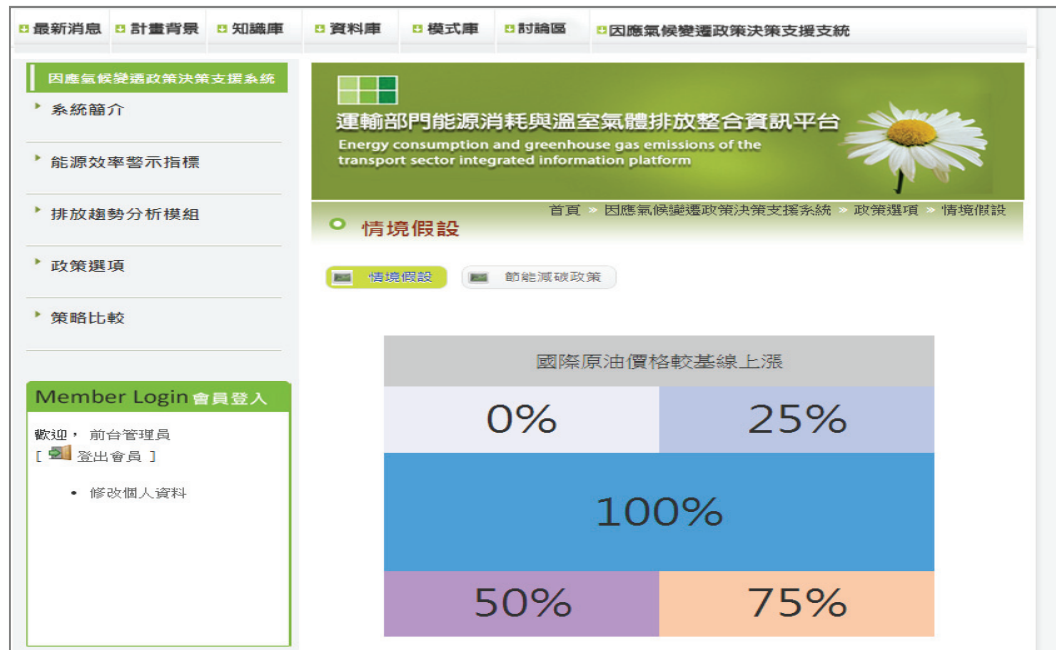 最新消息 計畫背景 知識庫 資料庫 模式庫 討論區 因應氣候變遷政策決策支援支統
因應氣候變遷政策決策支援系統
系統簡介
能源效率警示指標
排放趨勢分析模組
政策選項
策略比較
Member Login 會員登入
歡迎, 前台管理員
[ 登出會員 ]
• 修改個人資料
運輸部門能源消耗與溫室氣體排放整合資訊平台
Energy consumption and greenhouse gas emissions of the
transport sector integrated information platform
首頁 » 因應氣候變遷政策決策支援系統 » 政策選項 » 情境假設
情境假設
情境假設 節能減碳政策
國際原油價格較基線上漲
0% 25%
100%
50% 75%